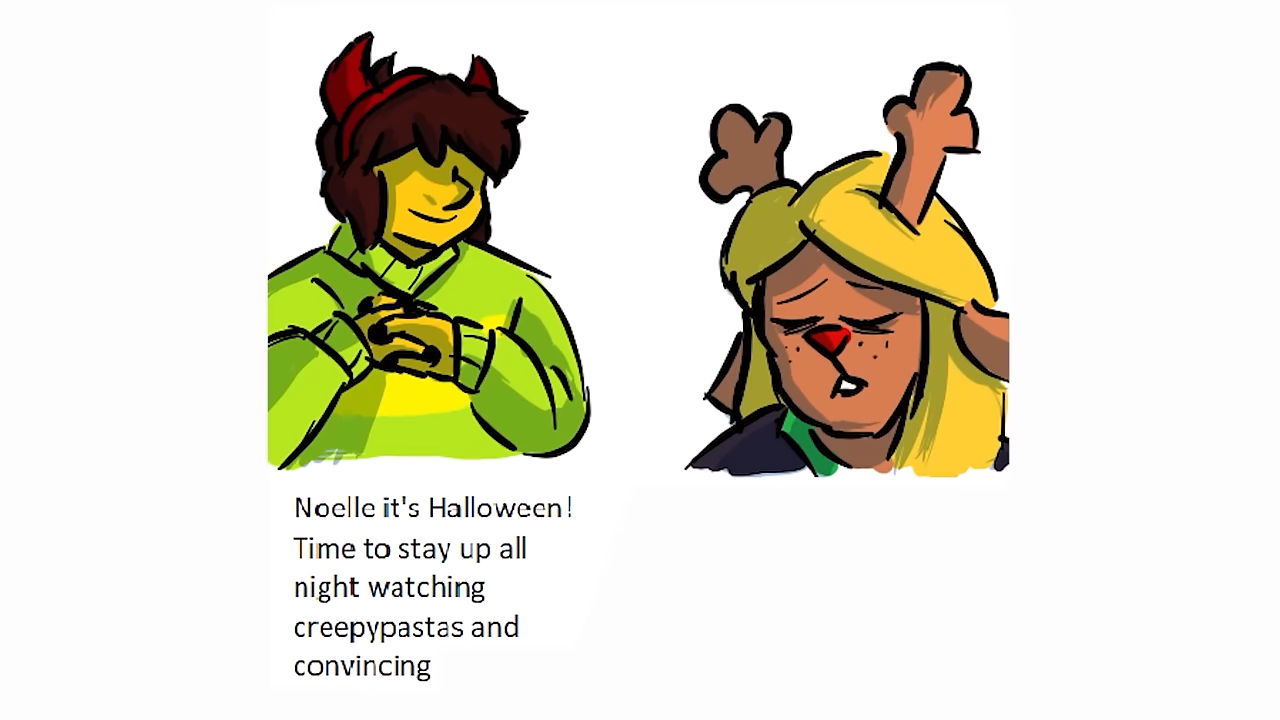 Noelle it's Halloween!
Time to stay up all
night watching
creepypastas and
convincing